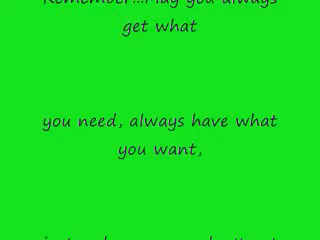 Remember...May you always
get what
you need, always have what
you want,